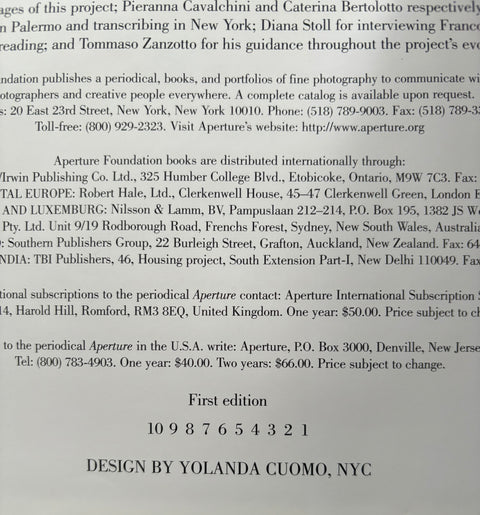 ages of this project; Pieranna Cavalchini and Caterina Bertolotto respectively
n Palermo and transcribing in New York; Diana Stoll for interviewing Franco
reading; and Tommaso Zanzotto for his guidance throughout the project's evo
ndation publishes a periodical, books, and portfolios of fine photography to communicate wi
otographers and creative people everywhere. A complete catalog is available upon request.
s: 20 East 23rd Street, New York, New York 10010. Phone: (518) 789-9003. Fax: (518) 789-33
Toll-free: (800) 929-2323. Visit Aperture's website: http://www.aperture.org
Aperture Foundation books are distributed internationally through:
/Irwin Publishing Co. Ltd., 325 Humber College Blvd., Etobicoke, Ontario, M9W 7C3. Fax:
TAL EUROPE: Robert Hale, Ltd., Clerkenwell House, 45–47 Clerkenwell Green, London E
AND LUXEMBURG: Nilsson & Lamm, BV, Pampuslaan 212–214, P.O. Box 195, 1382 JS We
Pty. Ltd. Unit 9/19 Rodborough Road, Frenchs Forest, Sydney, New South Wales, Australia
): Southern Publishers Group, 22 Burleigh Street, Grafton, Auckland, New Zealand. Fax: 64
NDIA: TBI Publishers, 46, Housing project, South Extension Part-I, New Delhi 110049. Fax
tional subscriptions to the periodical Aperture contact: Aperture International Subscription S
14, Harold Hill, Romford, RM3 8EQ, United Kingdom. One year: $50.00. Price subject to ch
to the periodical Aperture in the U.S.A. write: Aperture, P.O. Box 3000, Denville, New Jerse
Tel: (800) 783-4903. One year: $40.00. Two years: $66.00. Price subject to change.
First edition
10 9 8 7 6 5 4 3 2 1
DESIGN BY YOLANDA CUOMO, NYC